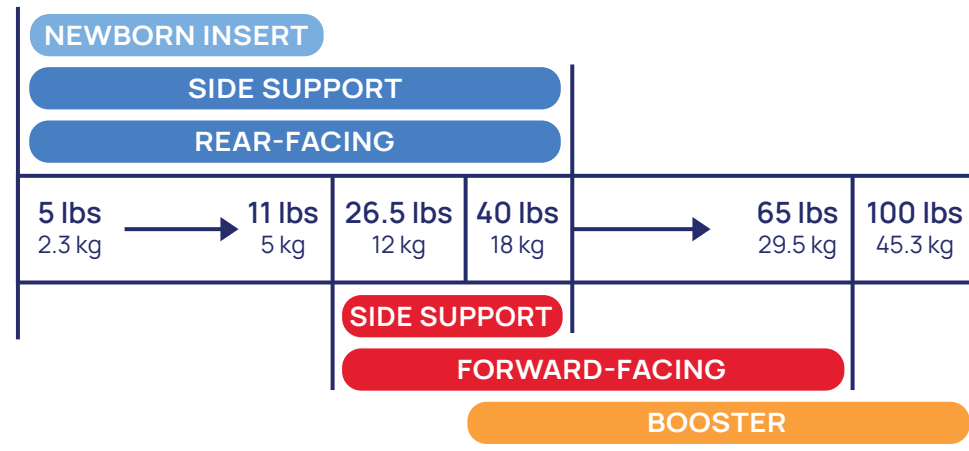 NEWBORN INSERT
SIDE SUPPORT
REAR-FACING
5 lbs 11 lbs 26.5 lbs 40 lbs 65 lbs 100 lbs
2.3 kg 5 kg 12 kg 18 kg 29.5 kg 45.3 kg
SIDE SUPPORT
FORWARD-FACING
BOOSTER